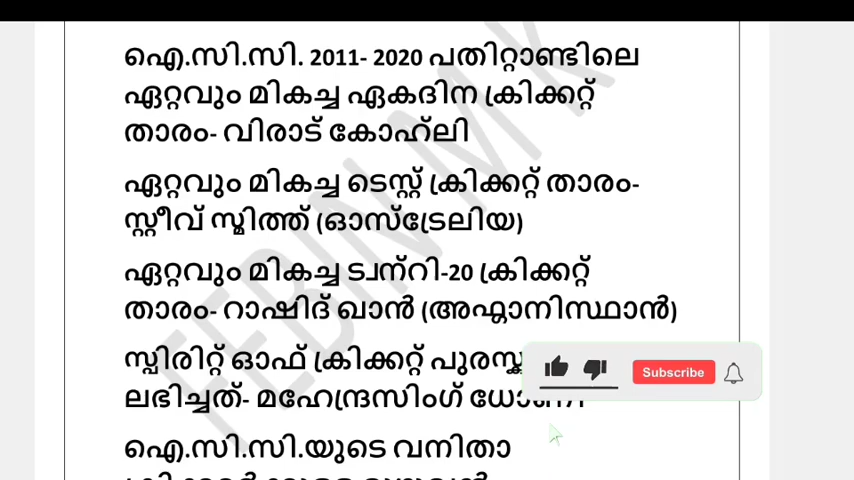 ഐ.സി.സി. 2011- 2020 പതിറ്റാണ്ടിലെ
ഏറ്റവും മികച്ച ഏകദിന ക്രിക്കറ്റ്
താരം- വിരാട് കോഹ്‌ലി
ഏറ്റവും മികച്ച ടെസ്റ്റ് ക്രിക്കറ്റ് താരം-
സ്റ്റീവ് സ്മിത്ത് (ഓസ്ട്രേലിയ)
ഏറ്റവും മികച്ച ട്വന്റി-20 ക്രിക്കറ്റ്
താരം- റാഷിദ് ഖാൻ (അഫ്ഗാനിസ്ഥാൻ)
സ്പിരിറ്റ് ഓഫ് ക്രിക്കറ്റ്
Subscribe
ലഭിച്ചത്- മഹേന്ദ്രസിംഗ് ധോണി
ഐ.സി.സി.യുടെ വനിതാ
FEBIN M K